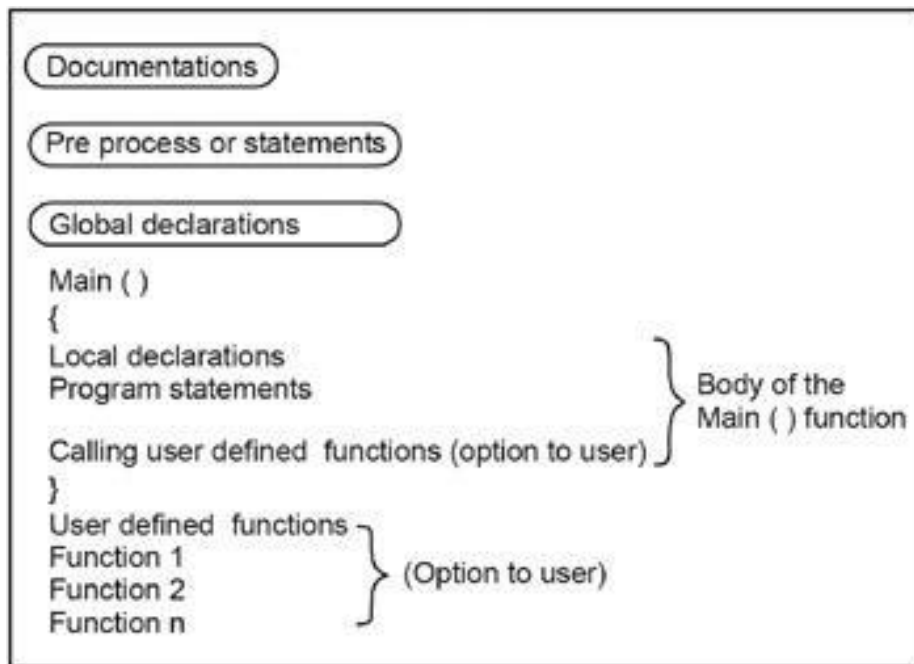 Documentations
Pre process or statements
Global declarations
Main ( )
{
Local declarations
Program statements
Body of the
Main ( ) function
Calling user defined functions (option to user)
}
User defined functions
Function 1
Function 2
(Option to user)
Function n